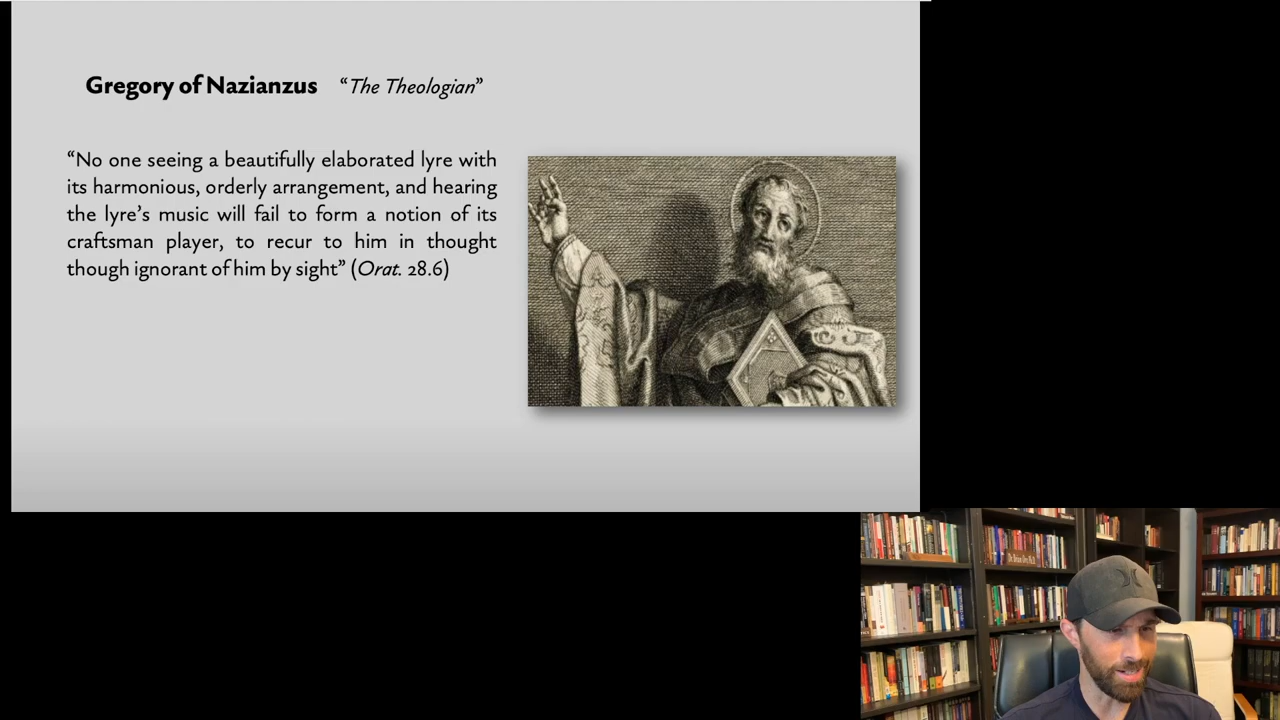 Gregory of Nazianzus “The Theologian”
“No one seeing a beautifully elaborated lyre with
its harmonious, orderly arrangement, and hearing
the lyre’s music will fail to form a notion of its
craftsman player, to recur to him in thought
though ignorant of him by sight” (Orat. 28.6)